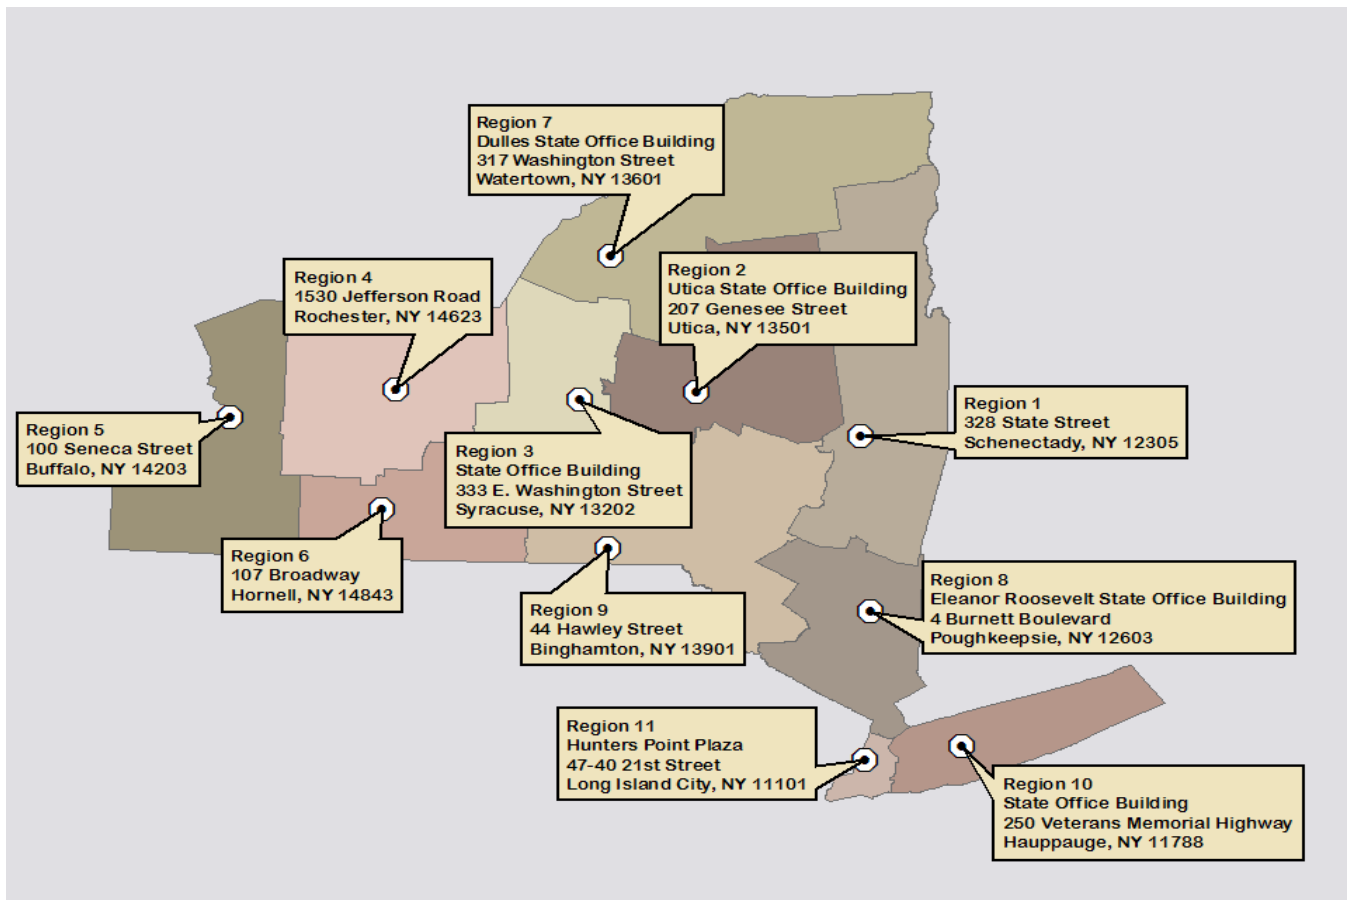 Region 7
Dulles State Office Building
317 Washington Street
Watertown, NY 13601
Region 2
Utica State Office Building
207 Genesee Street
Utica, NY 13501
Region 4
1530 Jefferson Road
Rochester, NY 14623
Region 1
328 State Street
Schenectady, NY 12305
Region 5
100 Seneca Street
Buffalo, NY 14203
Region 3
State Office Building
333 E. Washington Street
Syracuse, NY 13202
Region 6
107 Broadway
Hornell, NY 14843
Region 9
44 Hawley Street
Binghamton, NY 13901
Region 8
Eleanor Roosevelt State Office Building
4 Burnett Boulevard
Poughkeepsie, NY 12603
Region 11
Hunters Point Plaza
47-40 21st Street
Long Island City, NY 11101
Region 10
State Office Building
250 Veterans Memorial Highway
Hauppauge, NY 11788